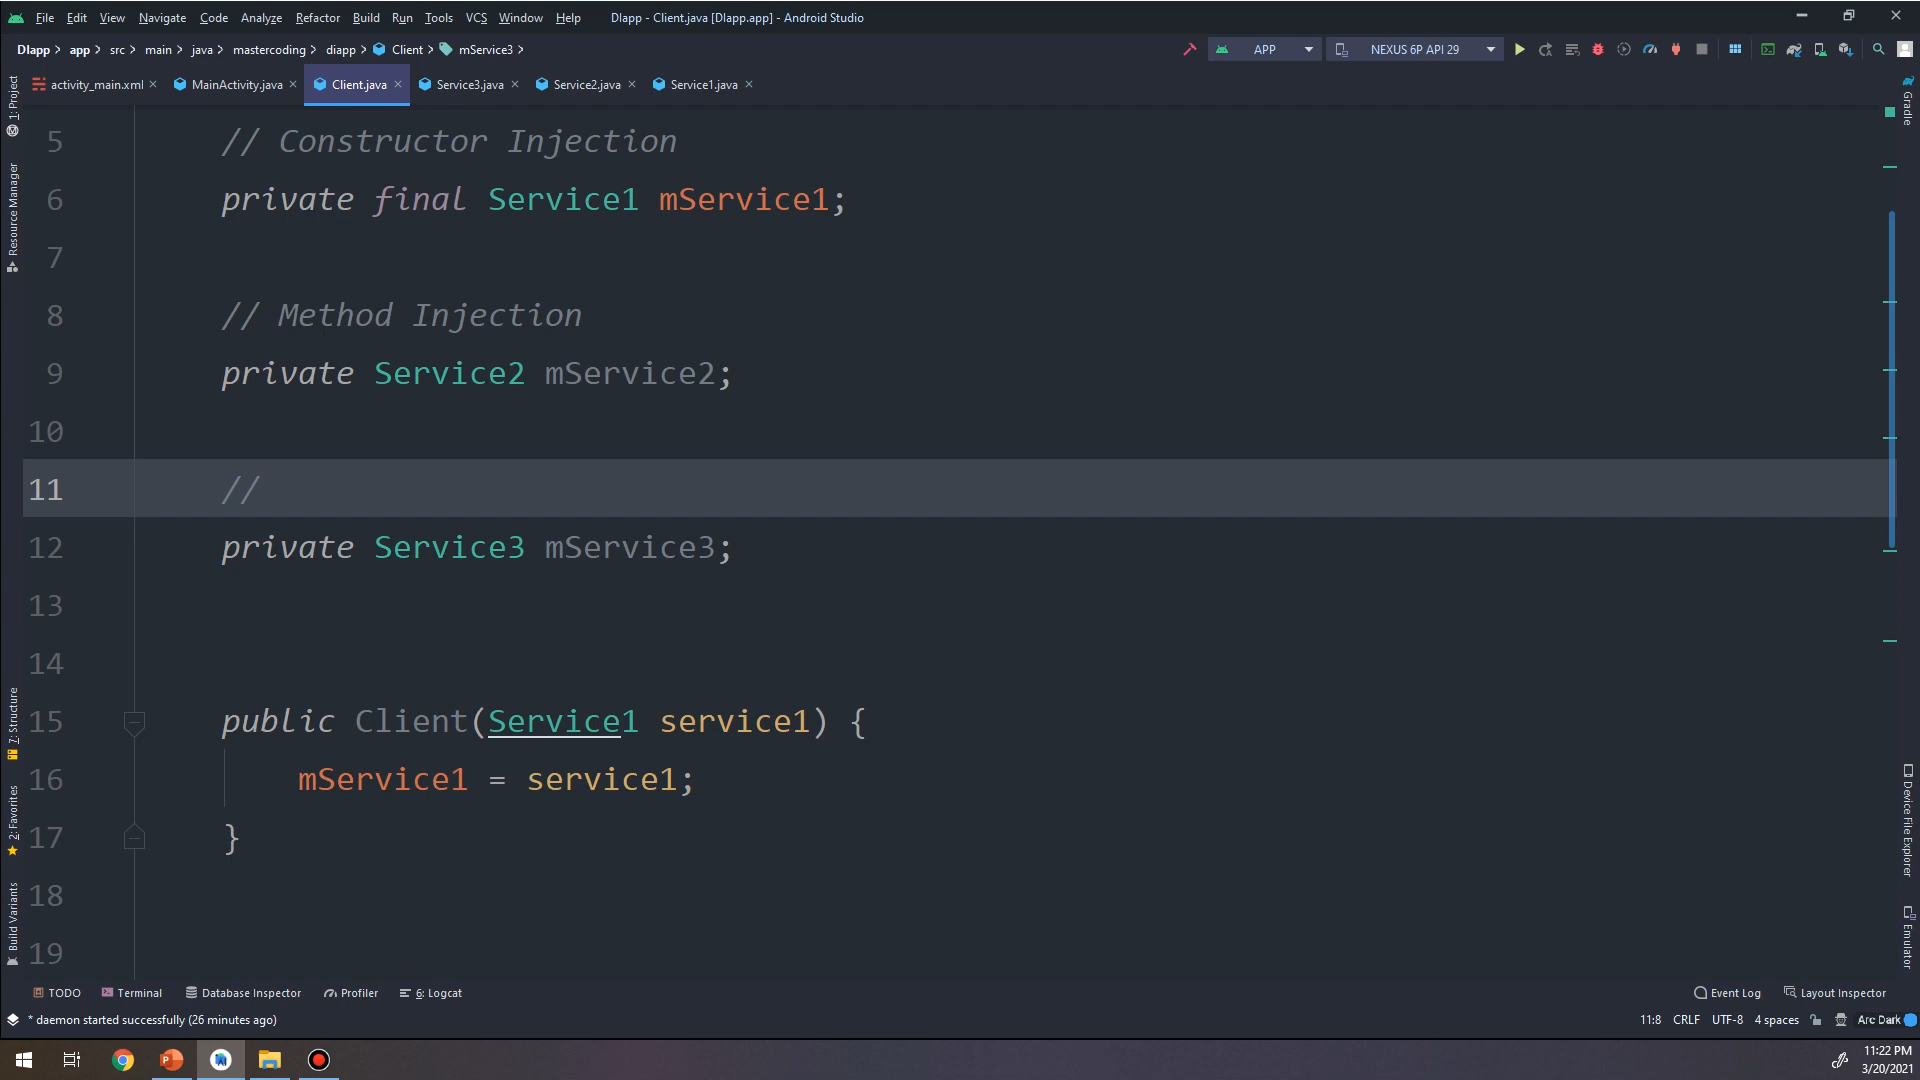 File Edit View Navigate Code Analyze Refactor Build Run Tools VCS Window Help DIapp - Client.java [DIapp.app] - Android Studio
DIapp app src main java mastercoding diapp Client mService3 APP NEXUS 6P API 29
activity_main.xml MainActivity.java Client.java Service3.java Service2.java Service1.java
1: Project
Resource Manager
7: Structure
2: Favorites
Build Variants
5 // Constructor Injection
6 private final Service1 mService1;
7
8 // Method Injection
9 private Service2 mService2;
10
11 //
12 private Service3 mService3;
13
14
15 public Client(Service1 service1) {
16 mService1 = service1;
17 }
18
19
Gradle
Device File Explorer
Emulator
TODO Terminal Database Inspector Profiler 6: Logcat Event Log Layout Inspector
* daemon started successfully (26 minutes ago) 11:8 CRLF UTF-8 4 spaces Arc Dark
11:22 PM
3/20/2021